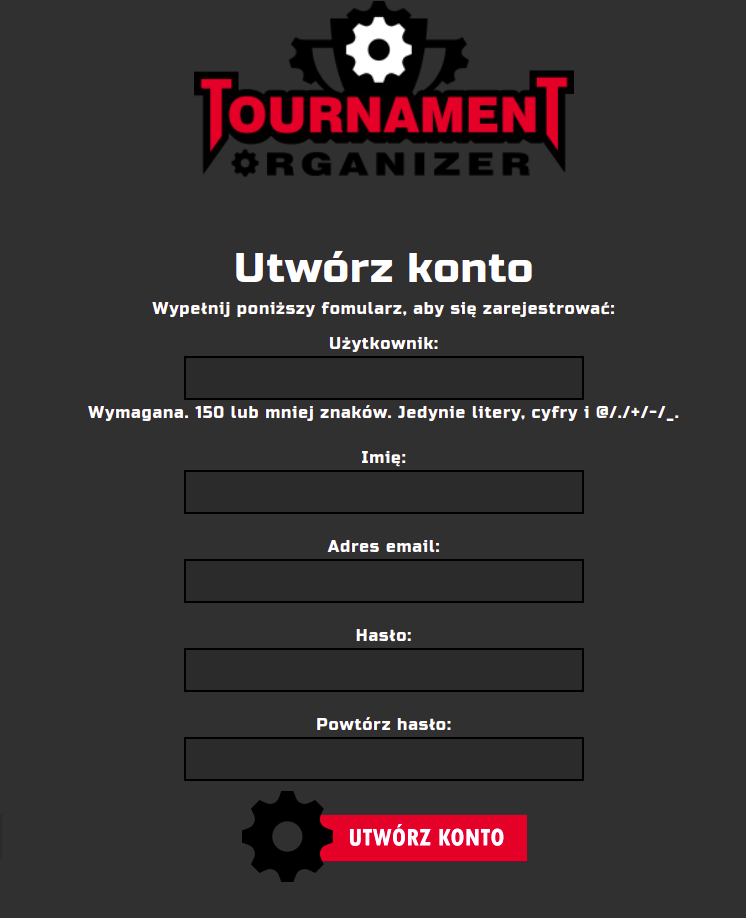 TOURNAMENT
ORGANIZER
Utwórz konto
Wypełnij poniższy fomularz, aby się zarejestrować:
Użytkownik:
Wymagana. 150 lub mniej znaków. Jedynie litery, cyfry i @/./+/-/_.
Imię:
Adres email:
Hasło:
Powtórz hasło:
UTWÓRZ KONTO